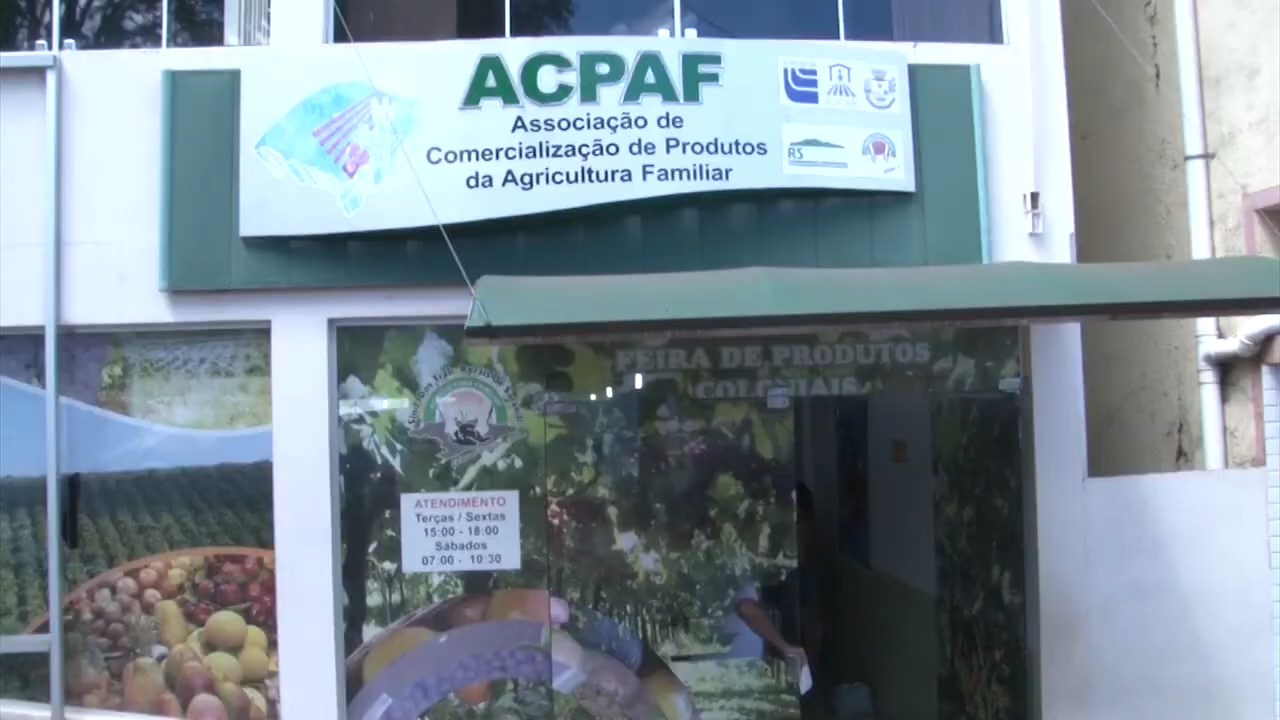 ACPAF
Associação de
Comercialização de Produtos
da Agricultura Familiar
RS
FEIRA DE PRODUTOS
COLONIAIS
ATENDIMENTO
Terças / Sextas
15:00 - 18:00
Sábados
07:00 - 10:30